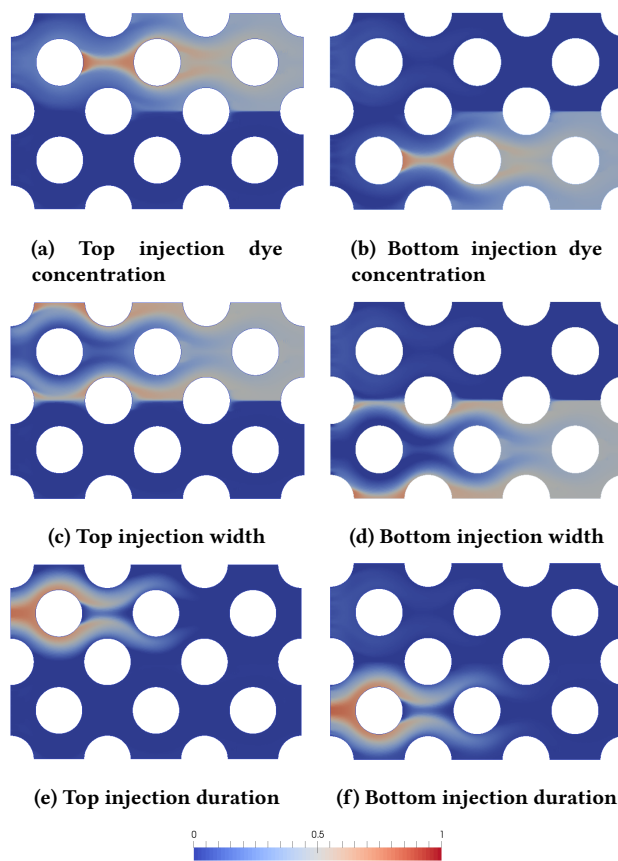 (a) Top injection dye
concentration
(b) Bottom injection dye
concentration
(c) Top injection width
(d) Bottom injection width
(e) Top injection duration
(f) Bottom injection duration
0 0.5 1